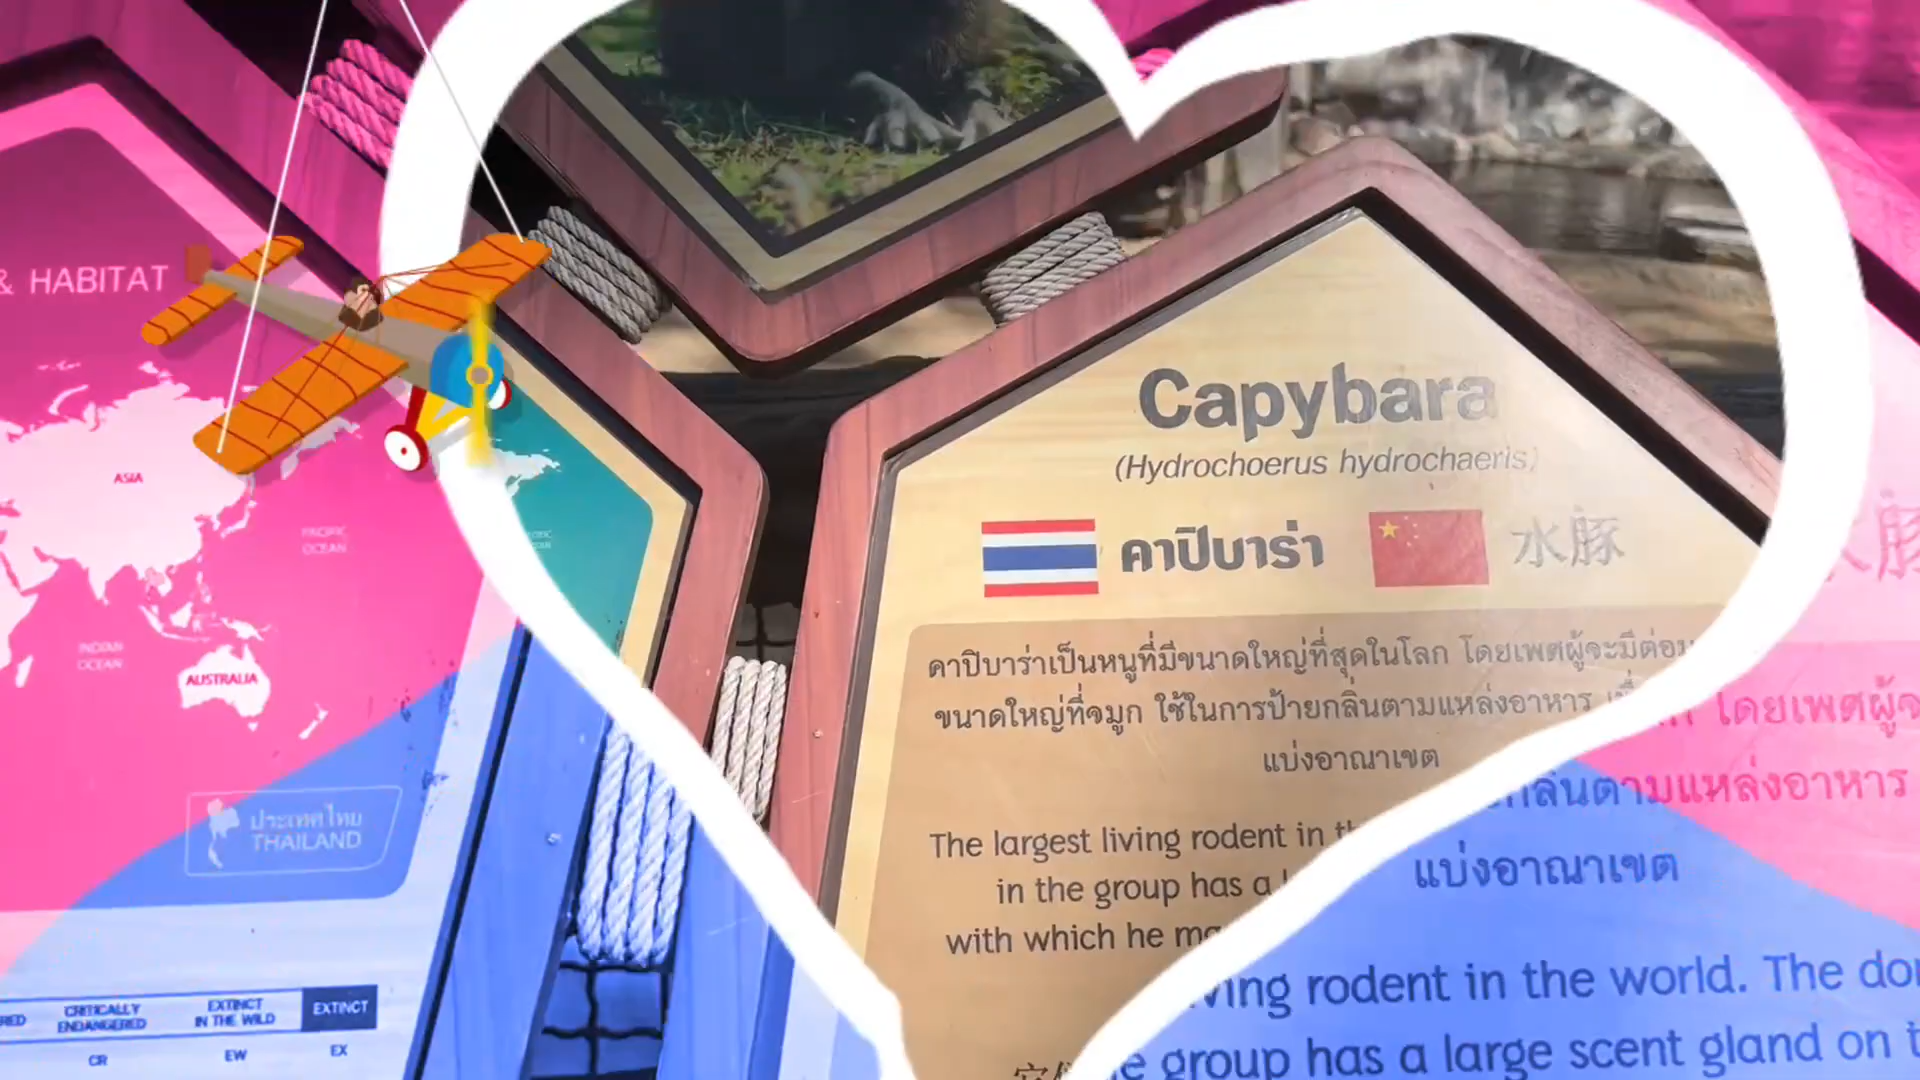 & HABITAT
ASIA
PACIFIC
OCEAN
INDIAN
OCEAN
AUSTRALIA
ประเทศไทย
THAILAND
CRITICALLY
ENDANGERED
EXTINCT
IN THE WILD
EXTINCT
CR
EW
EX
Capybara
(Hydrochoerus hydrochaeris)
คาปิบาร่า
水豚
คาปิบาร่าเป็นหนูที่มีขนาดใหญ่ที่สุดในโลก โดยเพศผู้จะมีต่อม
ขนาดใหญ่ที่จมูก ใช้ในการป้ายกลิ่นตามแหล่งอาหาร
แบ่งอาณาเขต
The largest living rodent in
in the group has a
with which he
โดยเพศผู้จ
กลิ่นตามแหล่งอาหาร
แบ่งอาณาเขต
rodent in the world. The
group has a large scent gland on